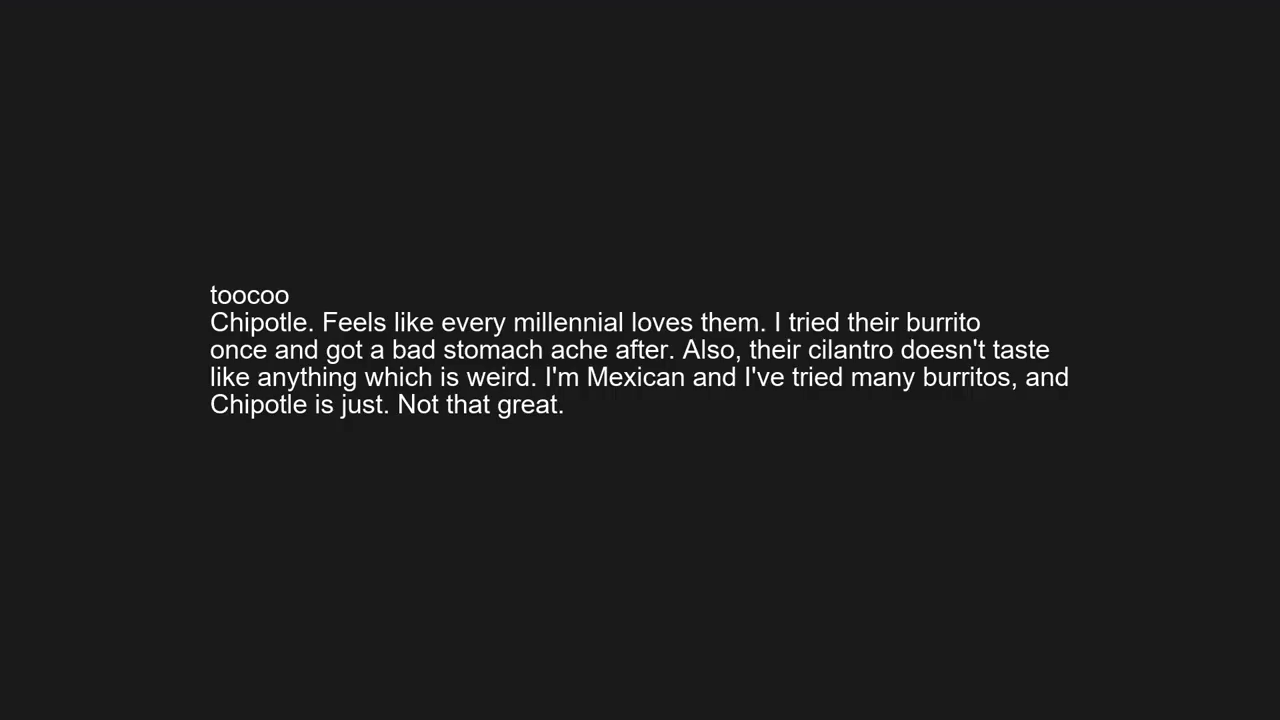 toocoo
Chipotle. Feels like every millennial loves them. I tried their burrito
once and got a bad stomach ache after. Also, their cilantro doesn't taste
like anything which is weird. I'm Mexican and I've tried many burritos, and
Chipotle is just. Not that great.